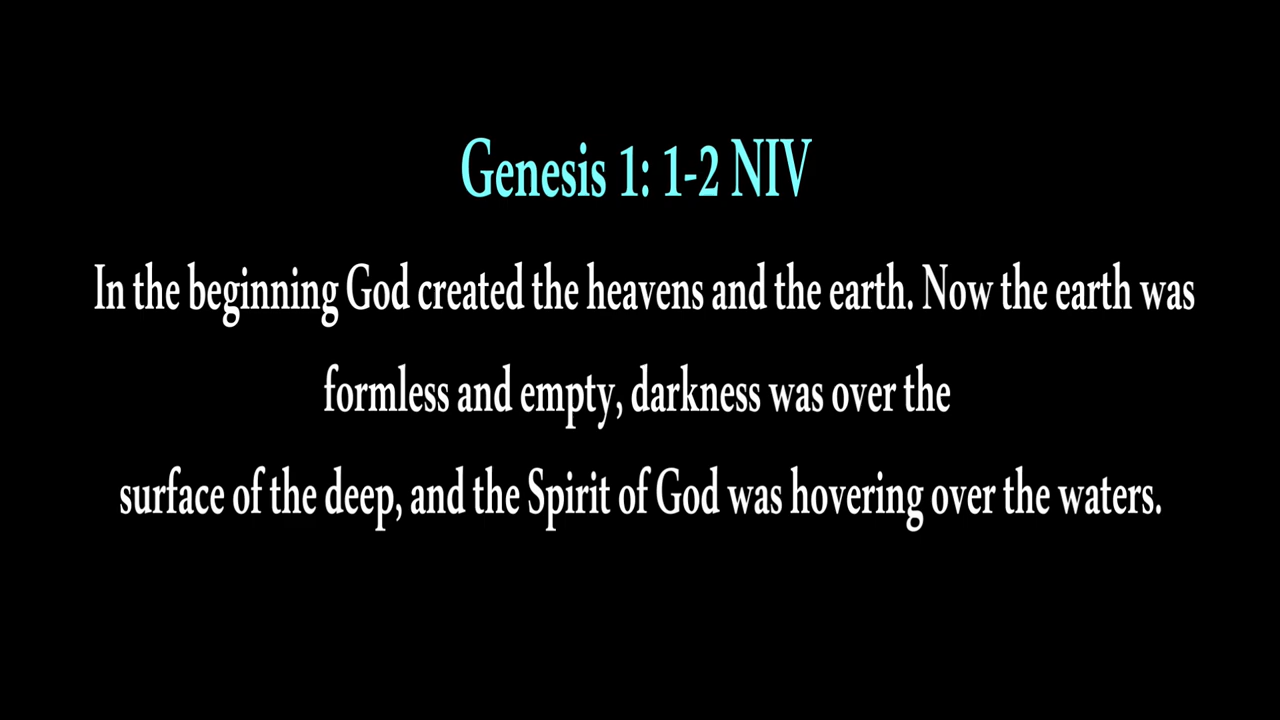 Genesis 1: 1-2 NIV
In the beginning God created the heavens and the earth. Now the earth was
formless and empty, darkness was over the
surface of the deep, and the Spirit of God was hovering over the waters.